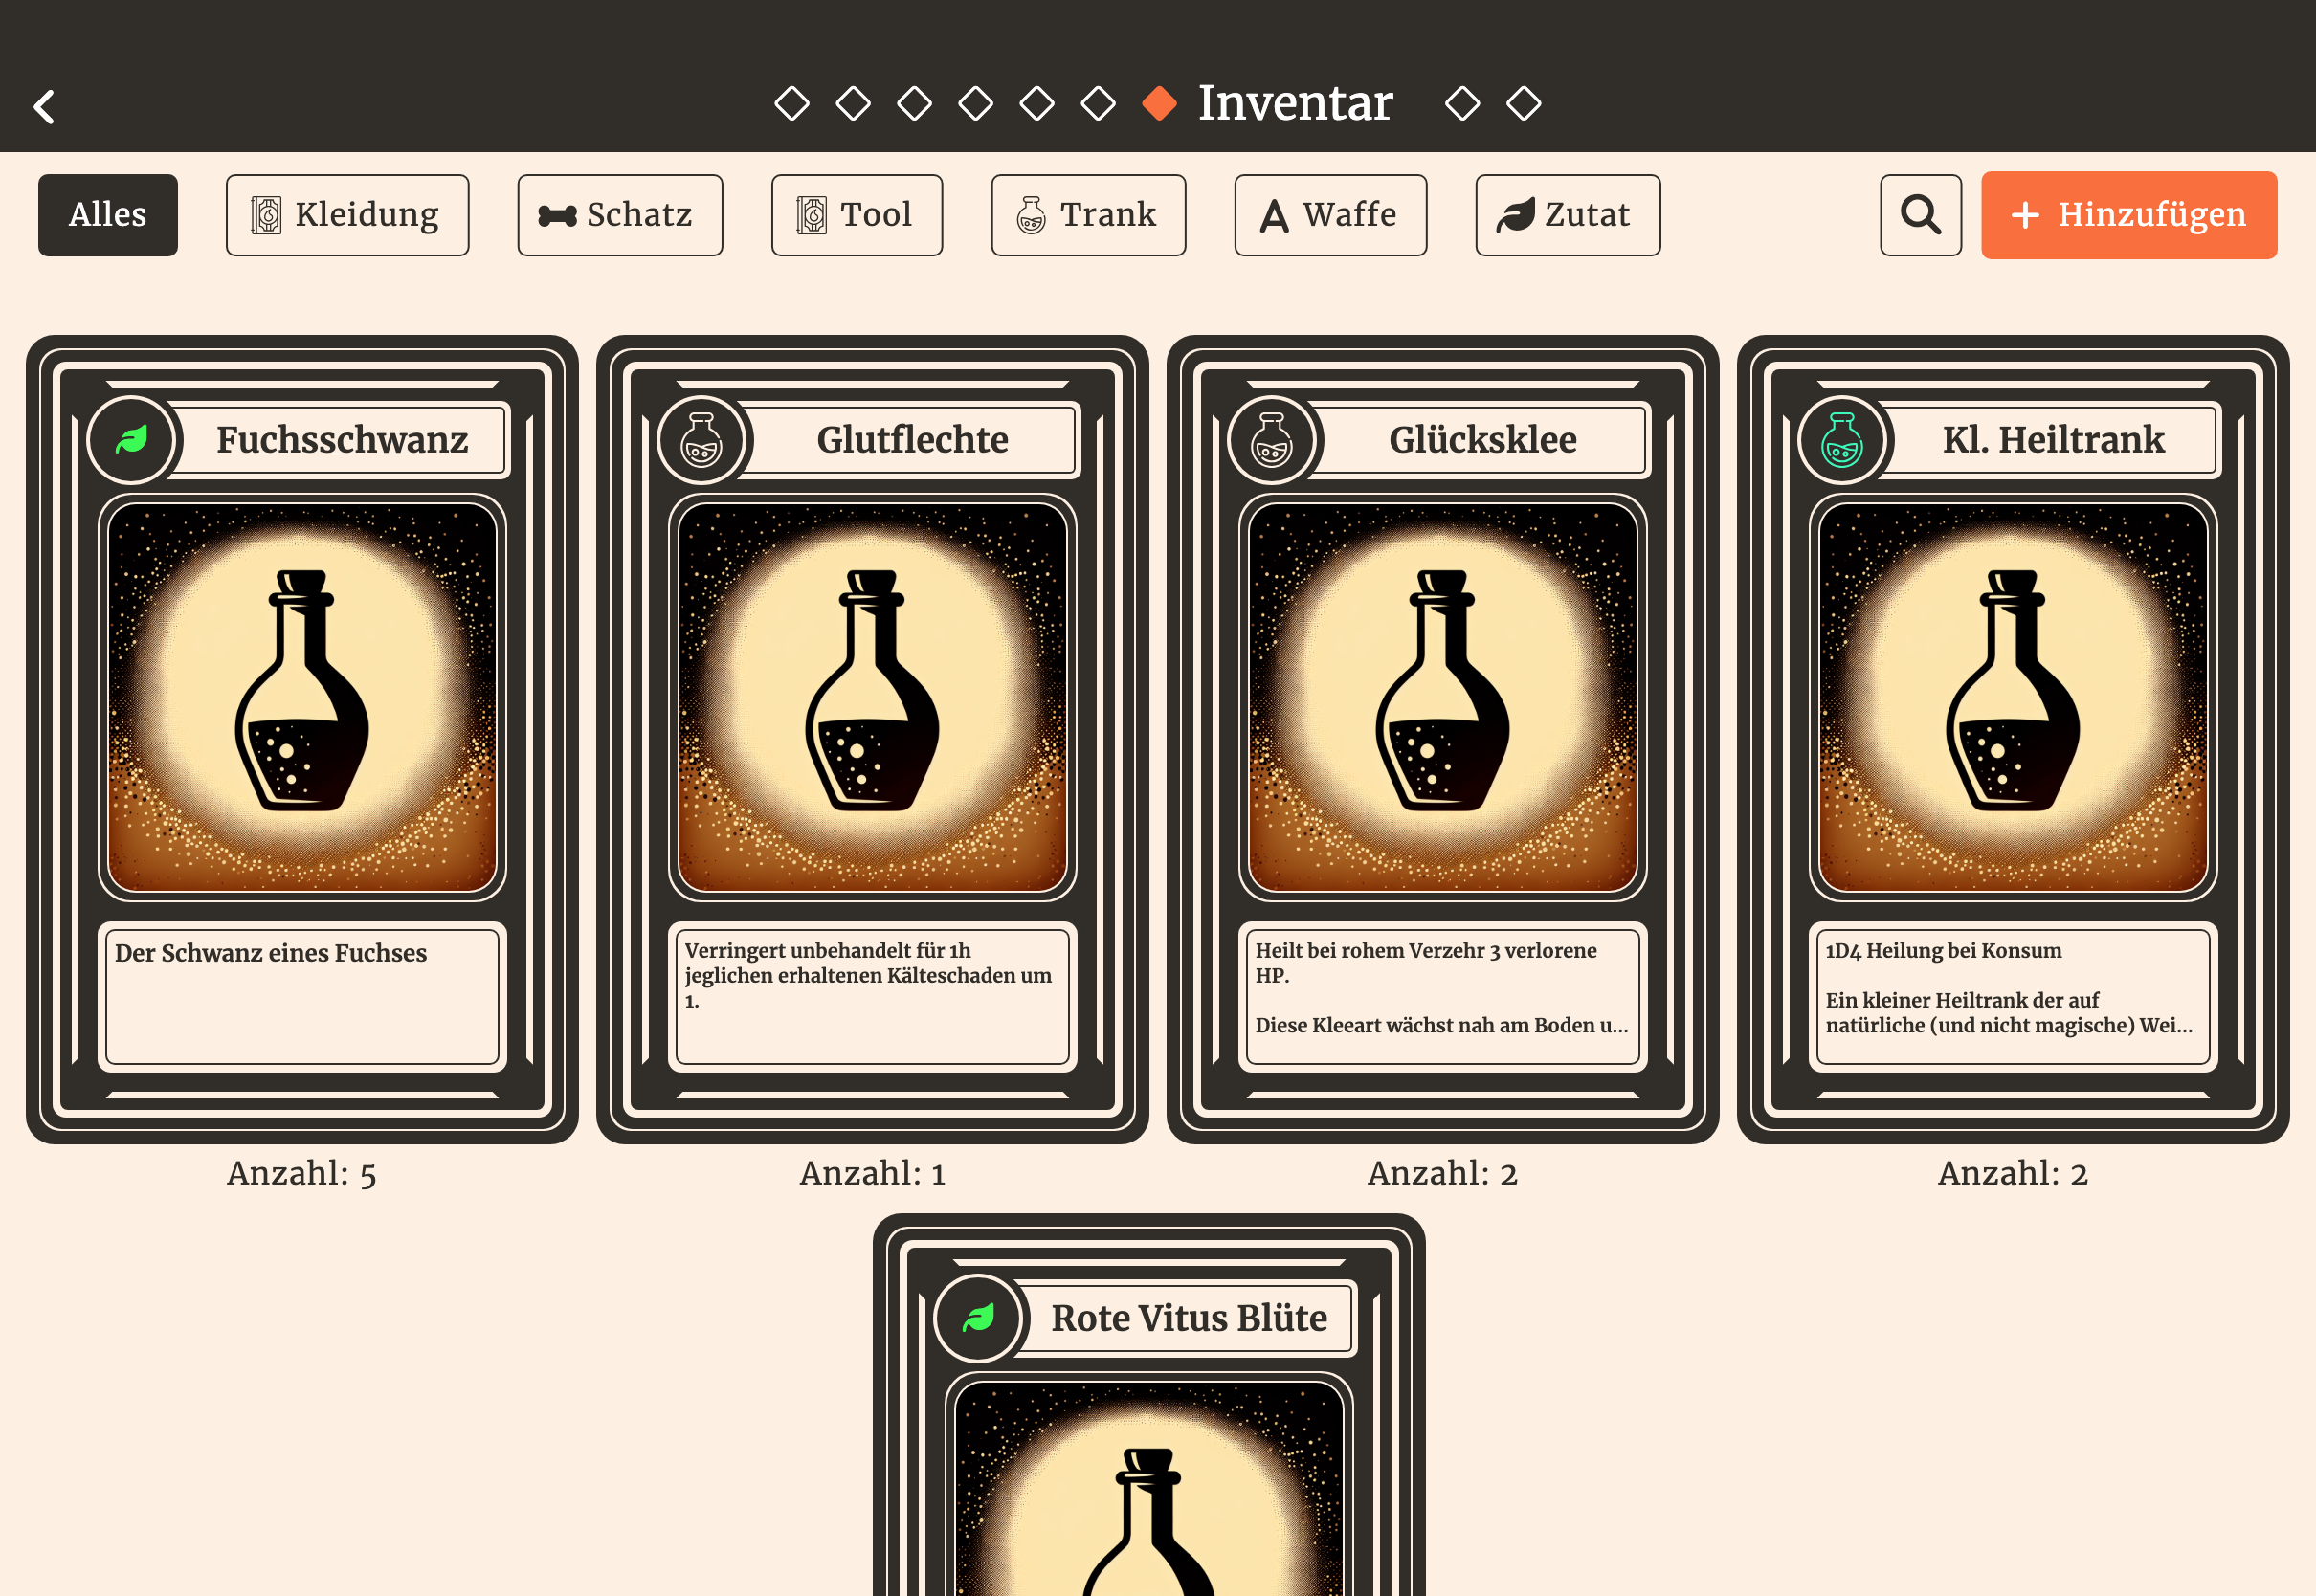 Inventar
Alles
Kleidung
Schatz
Tool
Trank
Waffe
Zutat
Hinzufügen
Fuchsschwanz
Der Schwanz eines Fuchses
Anzahl: 5
Glutflechte
Verringert unbehandelt für 1h
jeglichen erhaltenen Kälteschaden um
1.
Anzahl: 1
Glücksklee
Heilt bei rohem Verzehr 3 verlorene
HP.
Diese Kleeart wächst nah am Boden u...
Anzahl: 2
Kl. Heiltrank
1D4 Heilung bei Konsum
Ein kleiner Heiltrank der auf
natürliche (und nicht magische) Wei...
Anzahl: 2
Rote Vitus Blüte